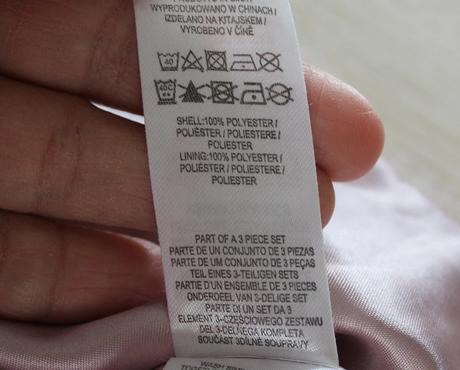 WYPRODUKOWANO W CHINACH /
IZDELANO NA KITAJSKEM /
VYROBENO V ČÍNĚ
40
40C
SHELL:100% POLYESTER /
POLIÉSTER / POLIESTERE /
POLIESTER
LINING:100% POLYESTER /
POLIÉSTER / POLIESTERE /
POLIESTER
PART OF A 3 PIECE SET
PARTE DE UN CONJUNTO DE 3 PIEZAS
PARTE DE UM CONJUNTO DE 3 PEÇAS
TEIL EINES 3-TEILIGEN SETS
PARTIE D'UN ENSEMBLE DE 3 PIECES
ONDERDEEL VAN 3-DELIGE SET
PARTE DI UN SET DA 3
ELEMENT 3-CZĘŚCIOWEGO ZESTAWU
DEL 3-DELNEGA KOMPLETA
SOUČÁST 3DÍLNÉ SOUPRAVY